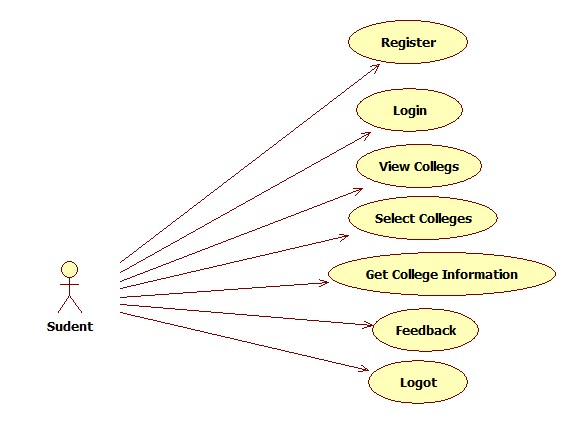 Register
Login
View Collegs
Select Colleges
Get College Information
Sudent
Feedback
Logot